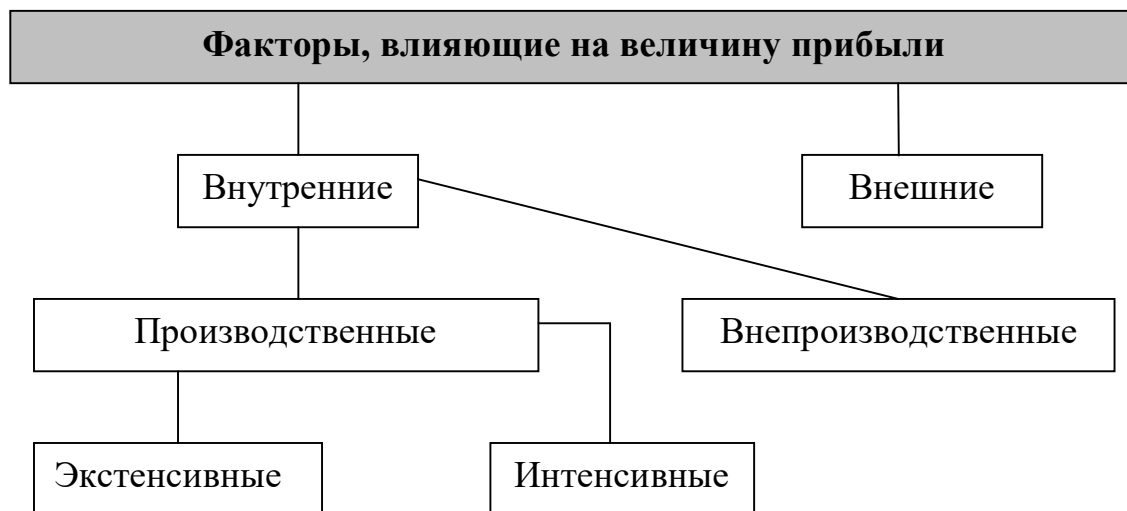 Факторы, влияющие на величину прибыли
Внутренние
Внешние
Производственные
Внепроизводственные
Экстенсивные
Интенсивные